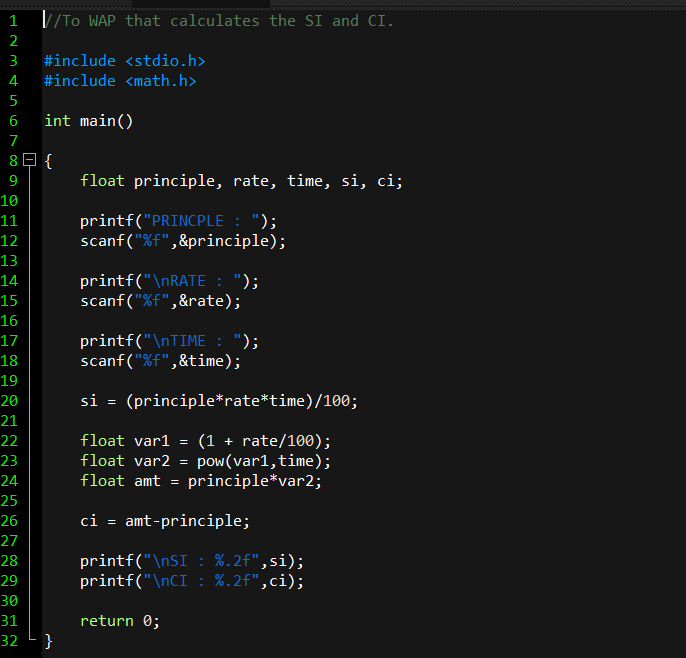 1 //To WAP that calculates the SI and CI.
2
3 #include <stdio.h>
4 #include <math.h>
5
6 int main()
7
8 {
9     float principle, rate, time, si, ci;
10
11     printf("PRINCPLE : ");
12     scanf("%f",&principle);
13
14     printf("\nRATE : ");
15     scanf("%f",&rate);
16
17     printf("\nTIME : ");
18     scanf("%f",&time);
19
20     si = (principle*rate*time)/100;
21
22     float var1 = (1 + rate/100);
23     float var2 = pow(var1,time);
24     float amt = principle*var2;
25
26     ci = amt-principle;
27
28     printf("\nSI : %.2f",si);
29     printf("\nCI : %.2f",ci);
30
31     return 0;
32 }